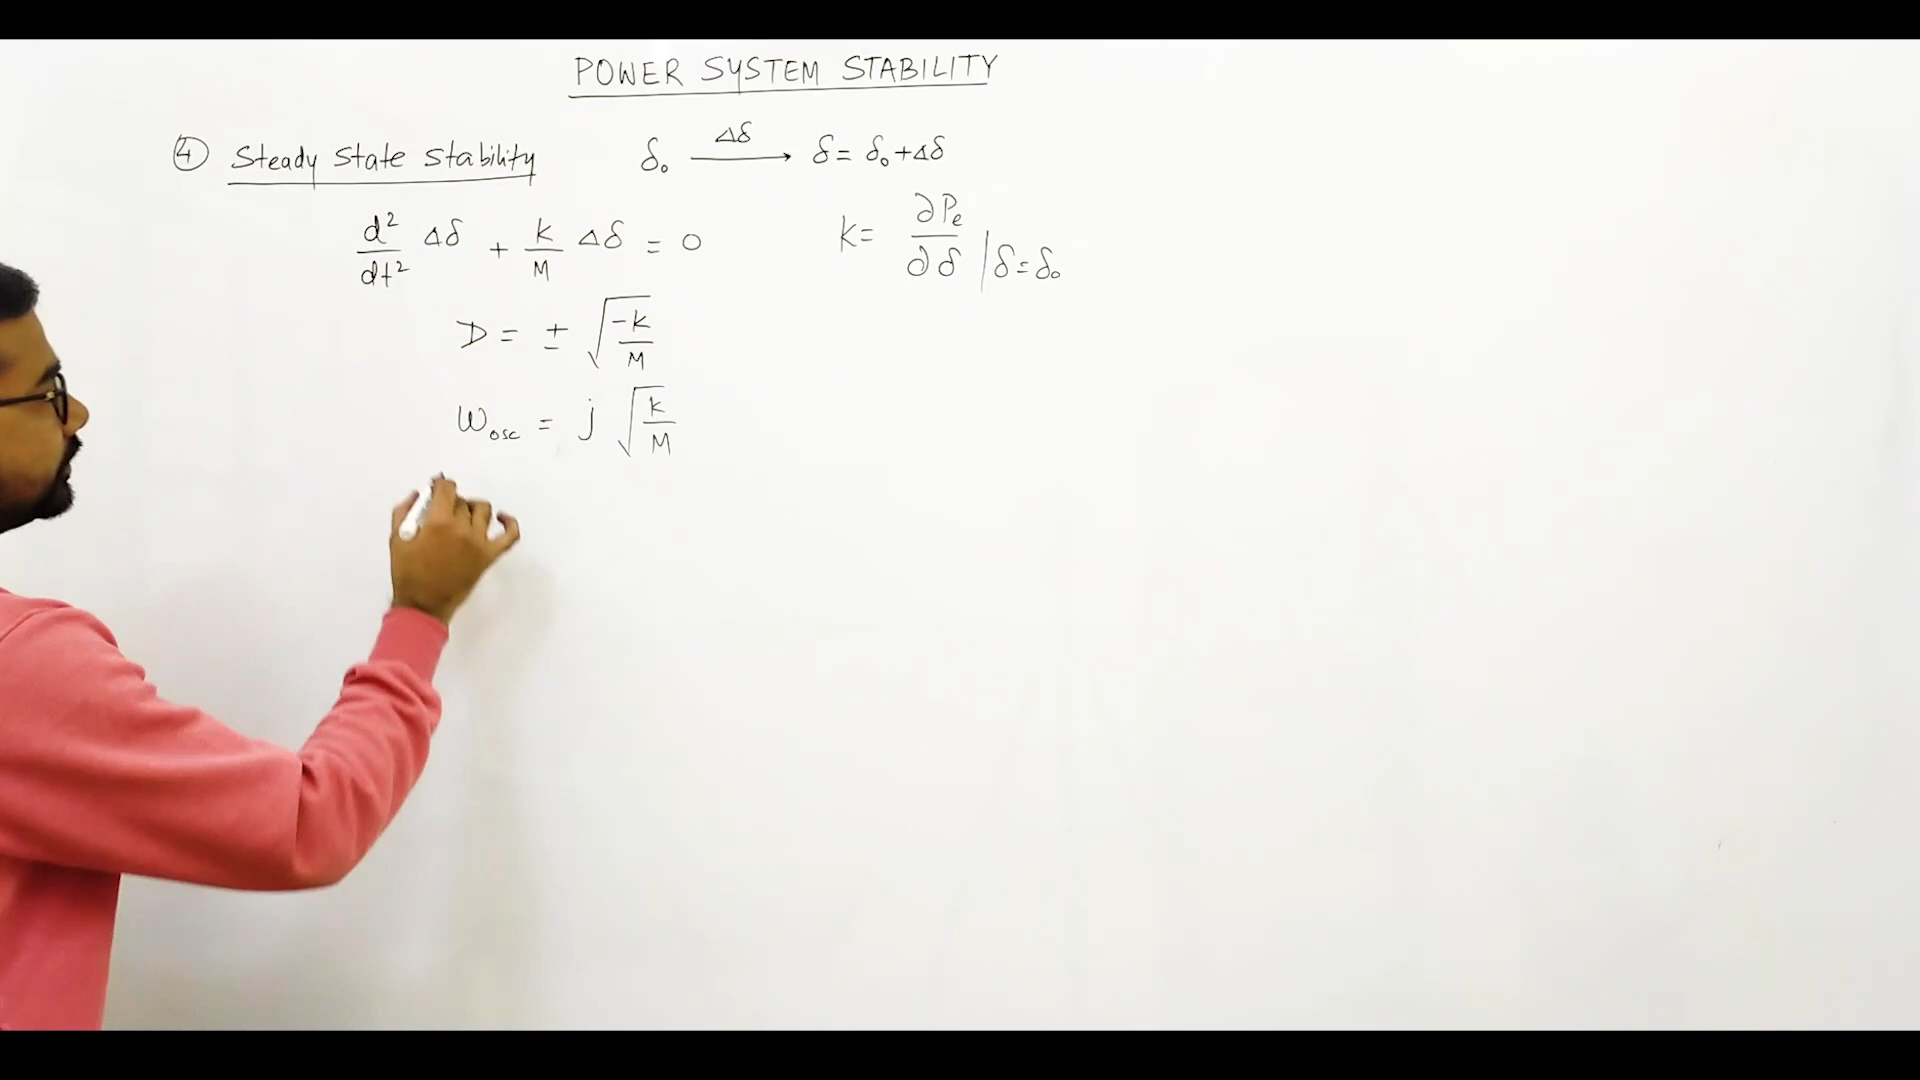 POWER SYSTEM STABILITY
④ Steady State Stability δ₀ —Δδ→ δ = δ₀ + Δδ
d²/dt² Δδ + k/M Δδ = 0 k = ∂Pe/∂δ | δ = δ₀
D = ± √(-k/M)
ω_osc = j √(k/M)